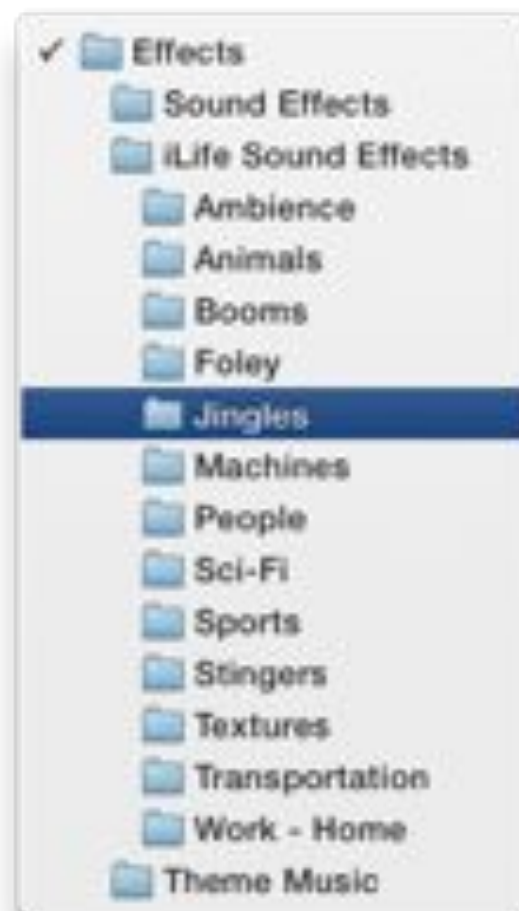 Effects
Sound Effects
iLife Sound Effects
Ambience
Animals
Booms
Foley
Jingles
Machines
People
Sci-Fi
Sports
Stingers
Textures
Transportation
Work - Home
Theme Music